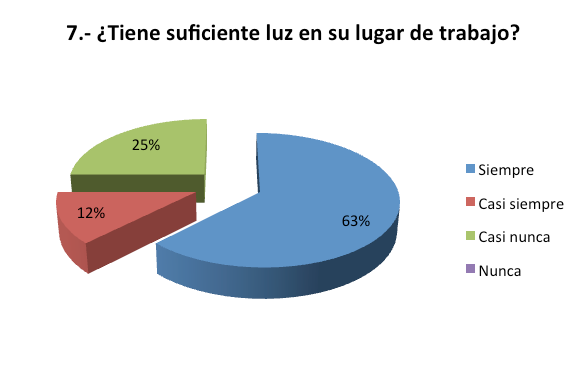 7.- ¿Tiene suficiente luz en su lugar de trabajo?
25%
12%
63%
Siempre
Casi siempre
Casi nunca
Nunca